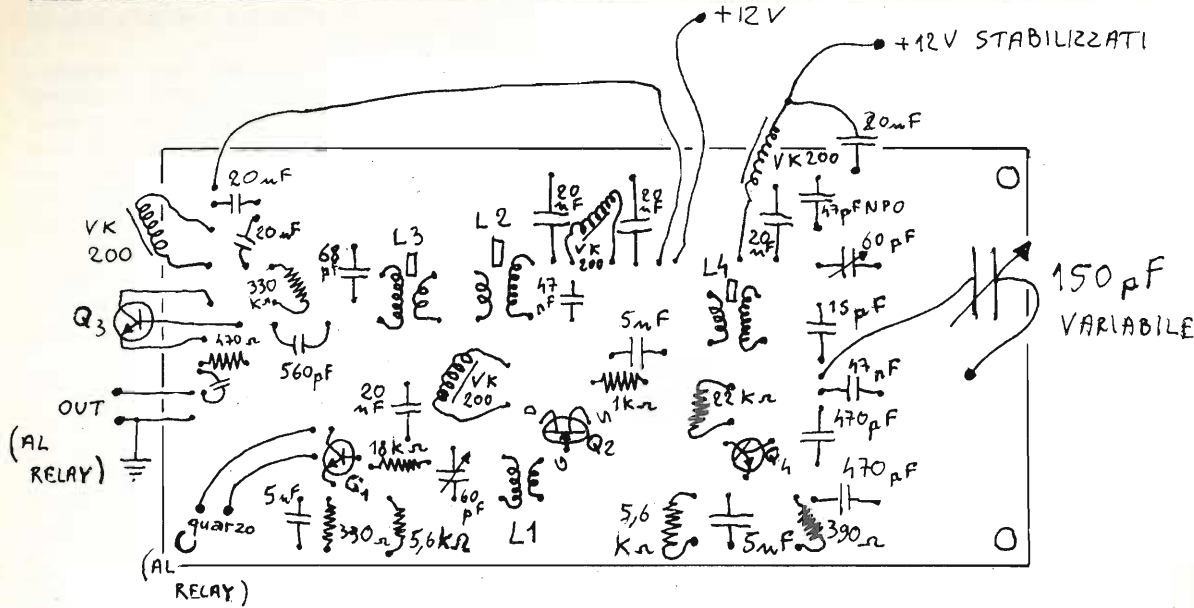 +12V
+12V STABILIZZATI
20nF
VK200
20nF
VK
200
20nF
330
KΩ
68
pF
L3
L2
20
nF
VK
200
20
nF
47
nF
L4
20
nF
47pF NPO
60pF
150pF
VARIABILE
Q3
470Ω
560pF
5nF
15pF
OUT
(AL
RELAY)
20
nF
VK
200
1KΩ
22KΩ
47nF
470pF
D
S
G
Q2
Q4
18KΩ
Q1
60
pF
470pF
quarzo
5nF
390Ω
5,6KΩ
L1
5,6
KΩ
5nF
390Ω
(AL
RELAY)